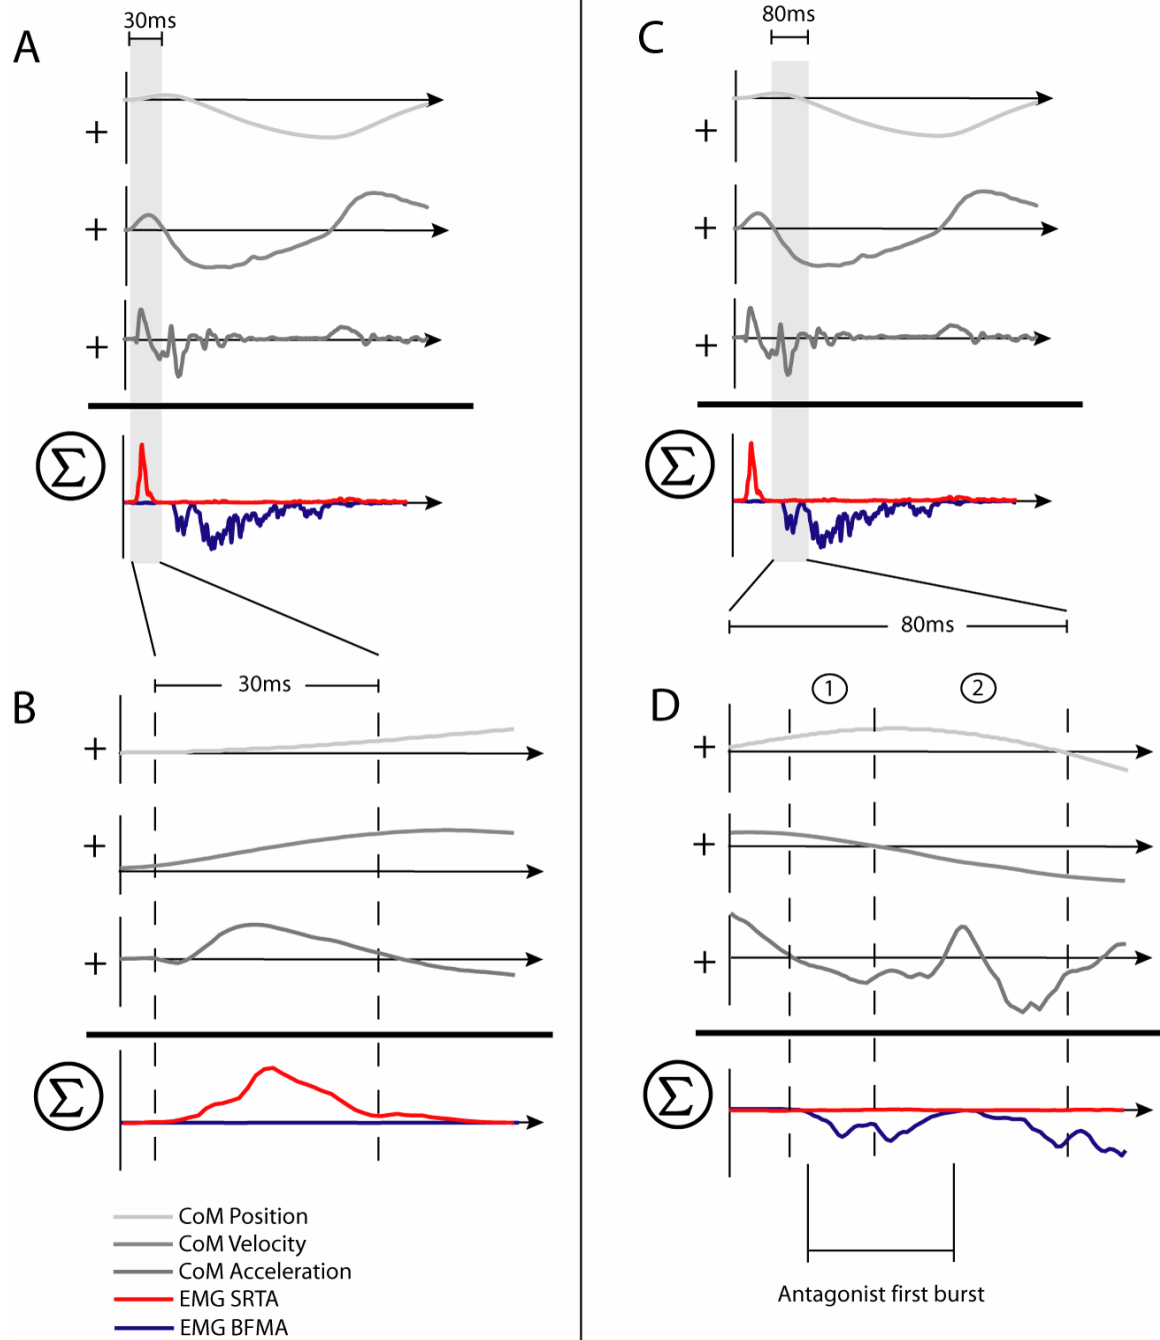 30ms
A
+
+
+
Σ
30ms
B
+
+
+
Σ
CoM Position
CoM Velocity
CoM Acceleration
EMG SRTA
EMG BFMA
80ms
C
+
+
+
Σ
80ms
D
1 2
+
+
+
Σ
Antagonist first burst